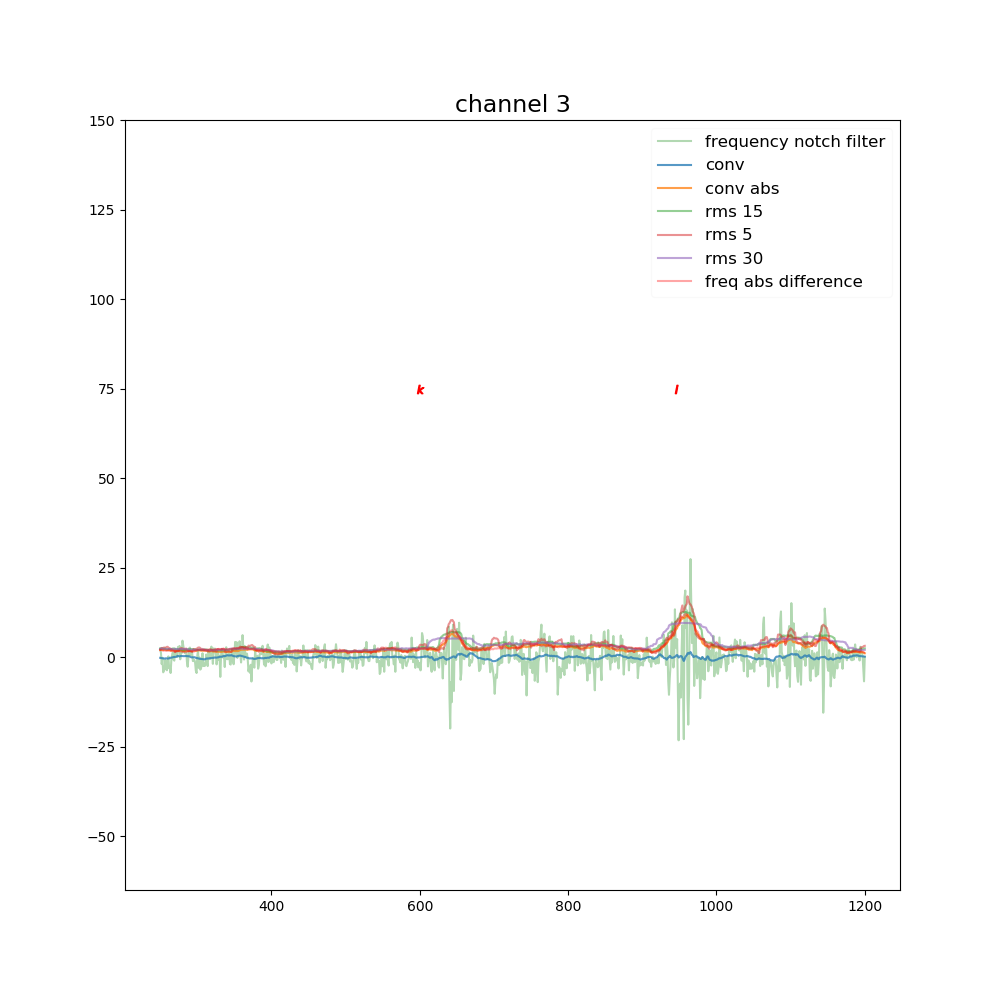 channel 3
150
125
100
75
50
25
0
−25
−50
frequency notch filter
conv
conv abs
rms 15
rms 5
rms 30
freq abs difference
k l
400 600 800 1000 1200